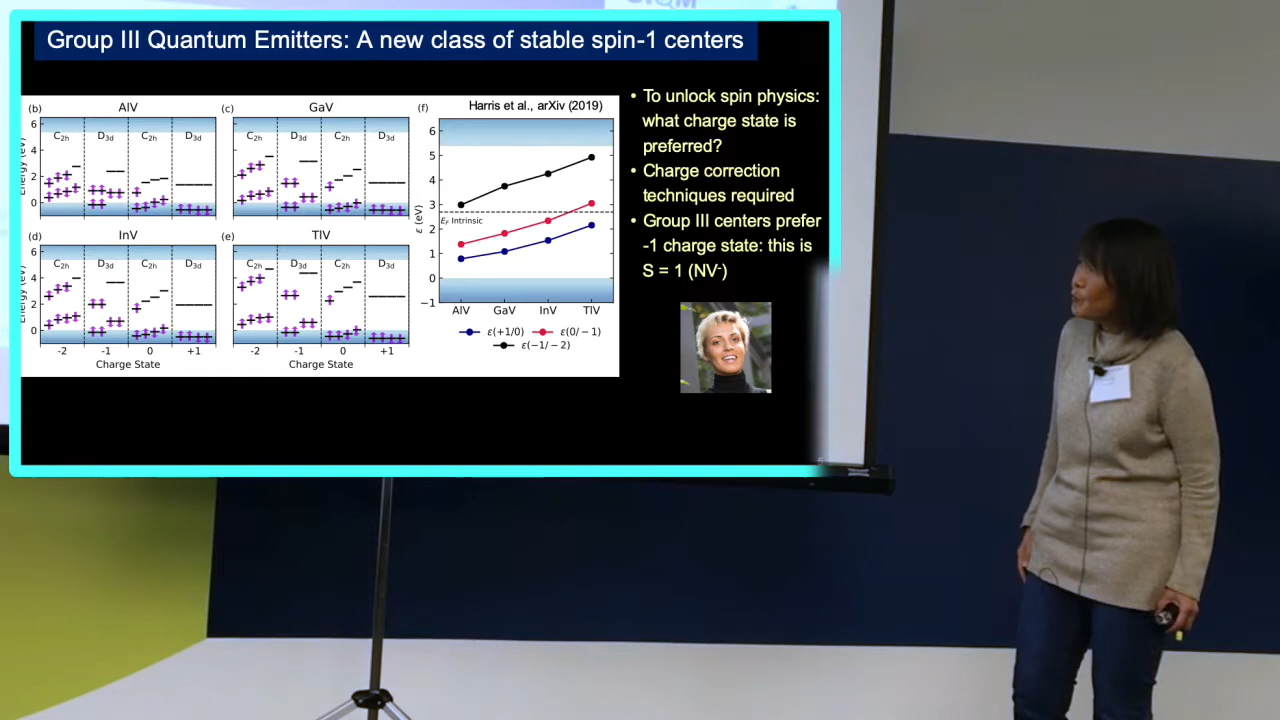 Group III Quantum Emitters: A new class of stable spin-1 centers
(b) AlV
C2h D3d C2h D3d
6
4
2
0
(c) GaV
C2h D3d C2h D3d
(d) InV
C2h D3d C2h D3d
6
4
2
0
-2 -1 0 +1
Charge State
(e) TlV
C2h D3d C2h D3d
-2 -1 0 +1
Charge State
(f) Harris et al., arXiv (2019)
6
5
4
3
2
1
0
−1
ε (eV)
EF Intrinsic
AlV GaV InV TlV
ε(+1/0) ε(0/−1)
ε(−1/−2)
• To unlock spin physics:
what charge state is
preferred?
• Charge correction
techniques required
• Group III centers prefer
-1 charge state: this is
S = 1 (NV-)